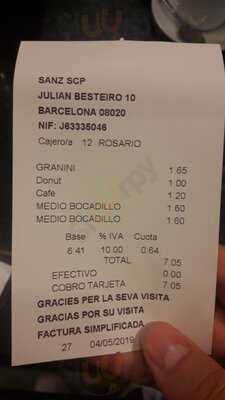 SANZ SCP
JULIAN BESTEIRO 10
BARCELONA 08020
NIF: J63335046
Cajero/a 12 ROSARIO
GRANINI 1.65
Donut 1.00
Cafe 1.20
MEDIO BOCADILLO 1.60
MEDIO BOCADILLO 1.60
Base % IVA Cuota
6.41 10.00 0.64
TOTAL 7.05
EFECTIVO 0.00
COBRO TARJETA 7.05
GRACIES PER LA SEVA VISITA
GRACIAS POR SU VISITA
FACTURA SIMPLIFICADA
27 04/05/2019